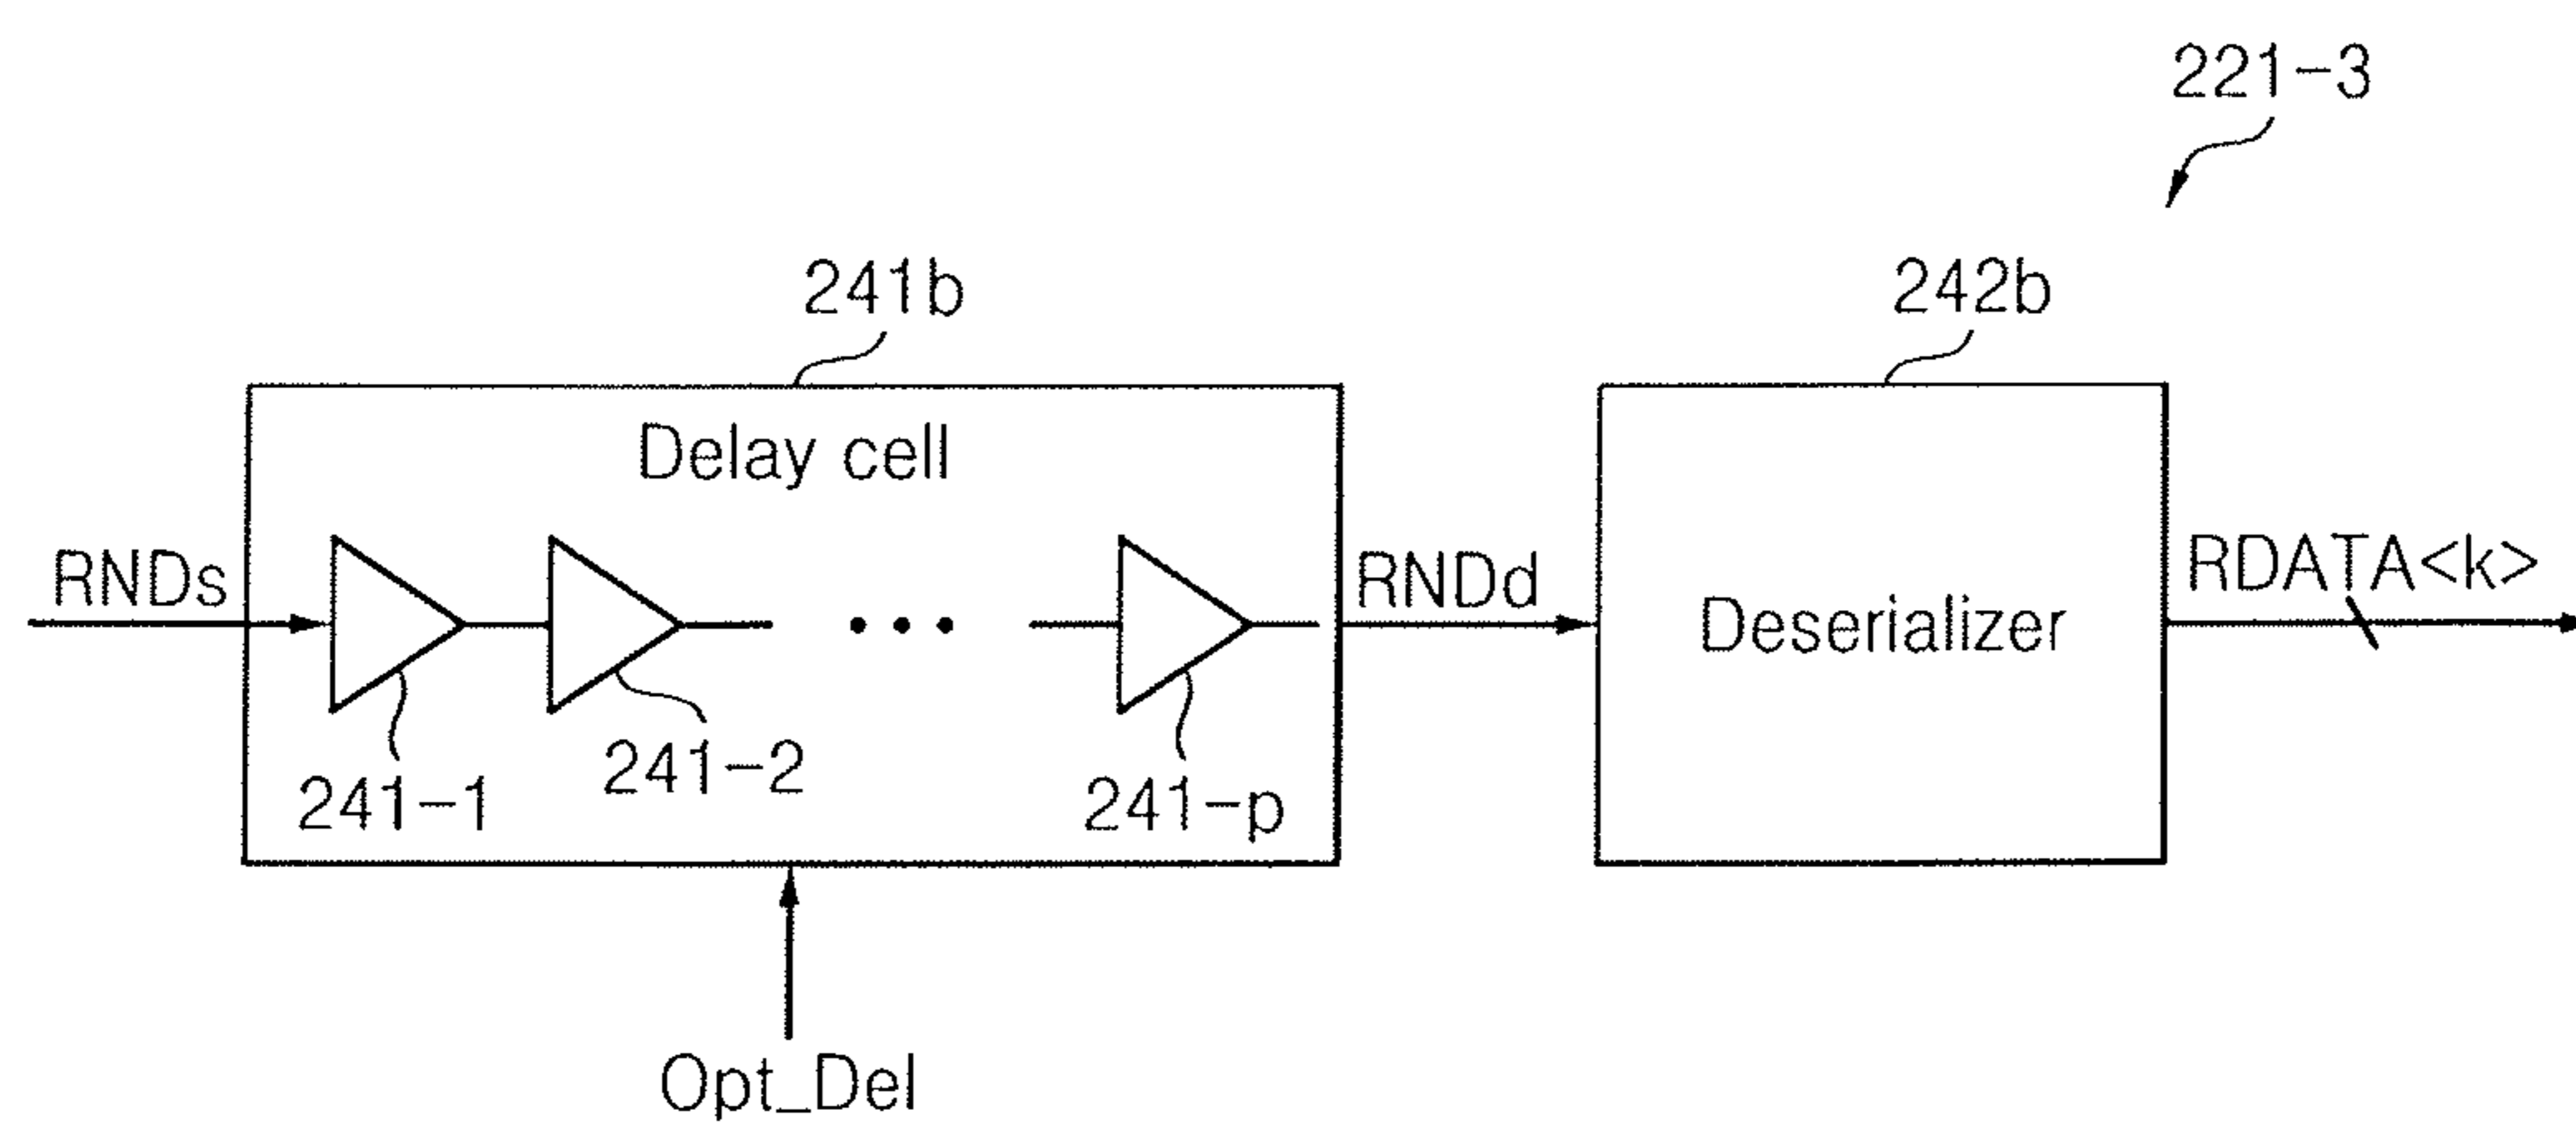 221-3
241b
242b
Delay cell
RNDs
RNDd
RDATA<k>
Deserializer
241-1
241-2
241-p
Opt_Del